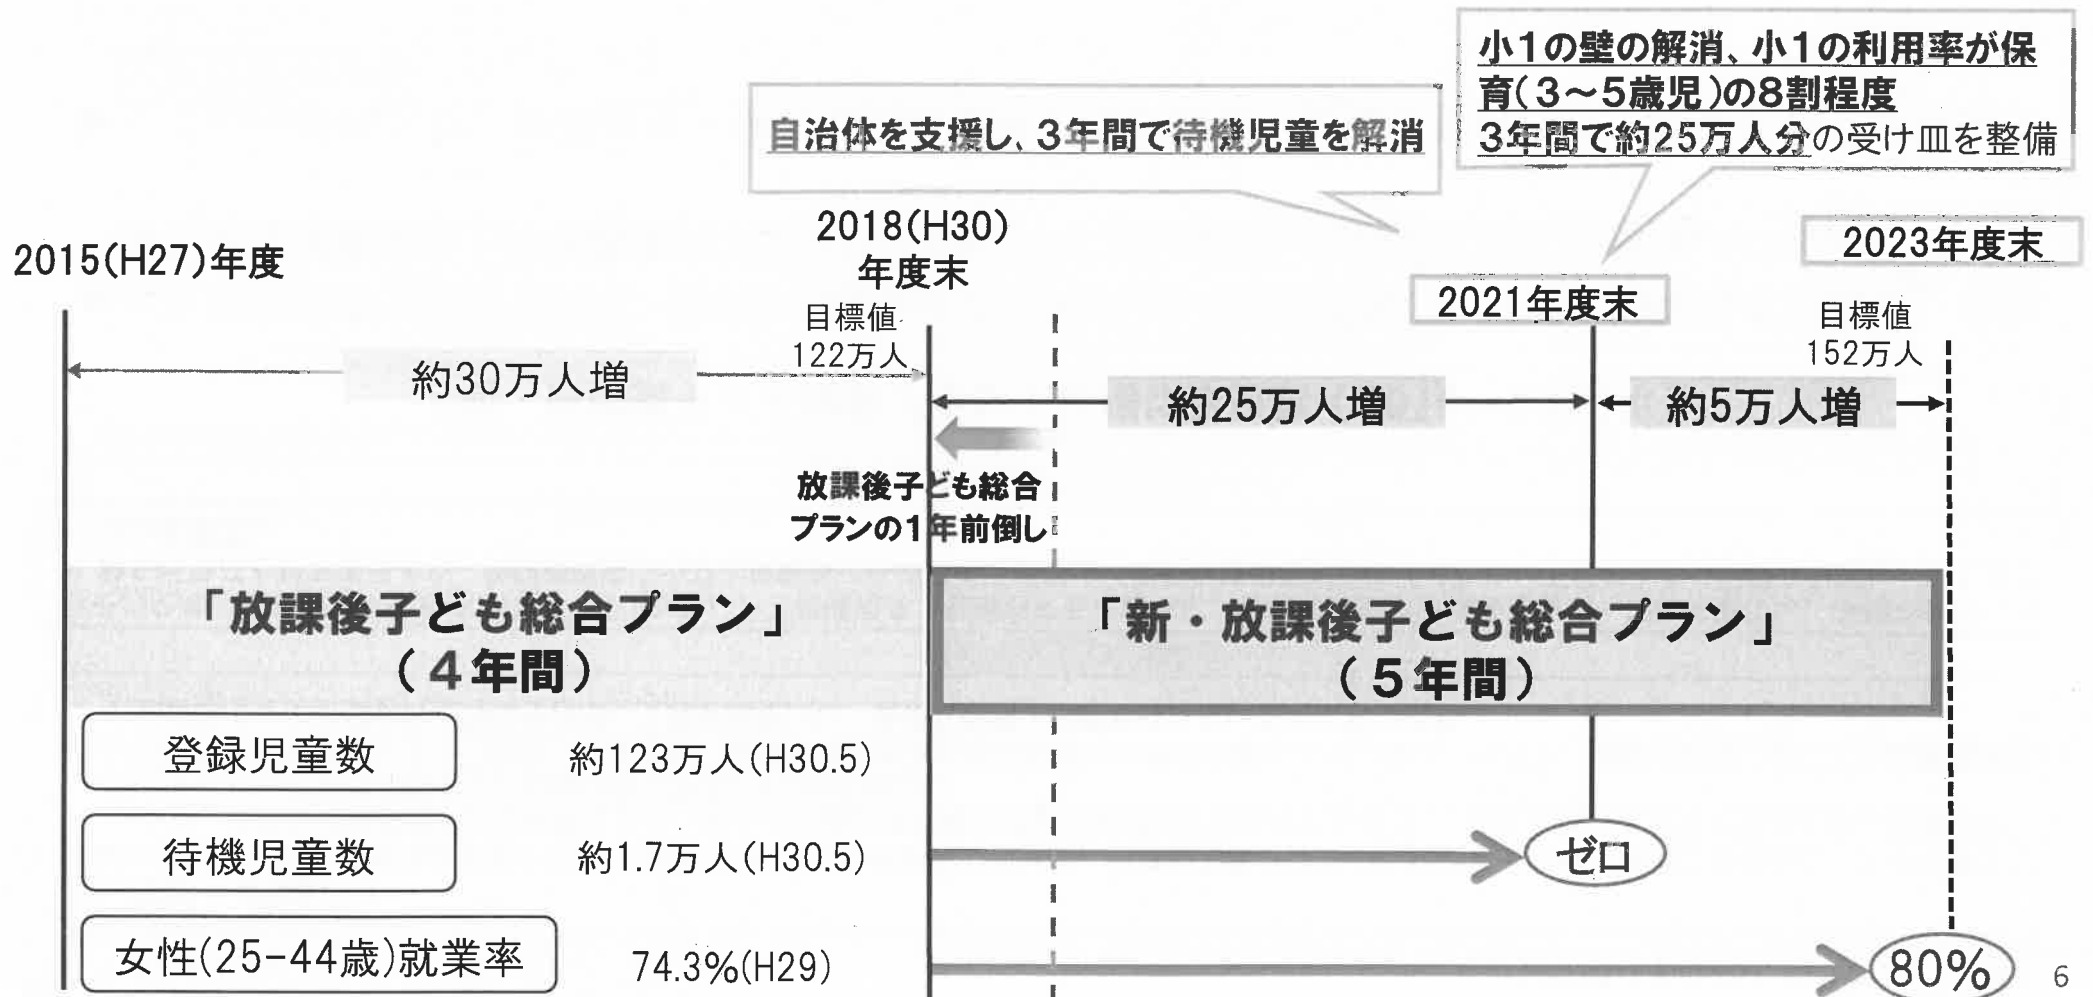 小1の壁の解消、小1の利用率が保
育(3～5歳児)の8割程度
3年間で約25万人分の受け皿を整備
自治体を支援し、3年間で待機児童を解消
2015(H27)年度
2018(H30)
年度末
2021年度末
2023年度末
目標値
122万人
目標値
152万人
約30万人増
約25万人増
約5万人増
放課後子ども総合
プランの1年前倒し
「放課後子ども総合プラン」
(4年間)
「新・放課後子ども総合プラン」
(5年間)
登録児童数
約123万人(H30.5)
待機児童数
約1.7万人(H30.5)
ゼロ
女性(25-44歳)就業率
74.3%(H29)
80%
6